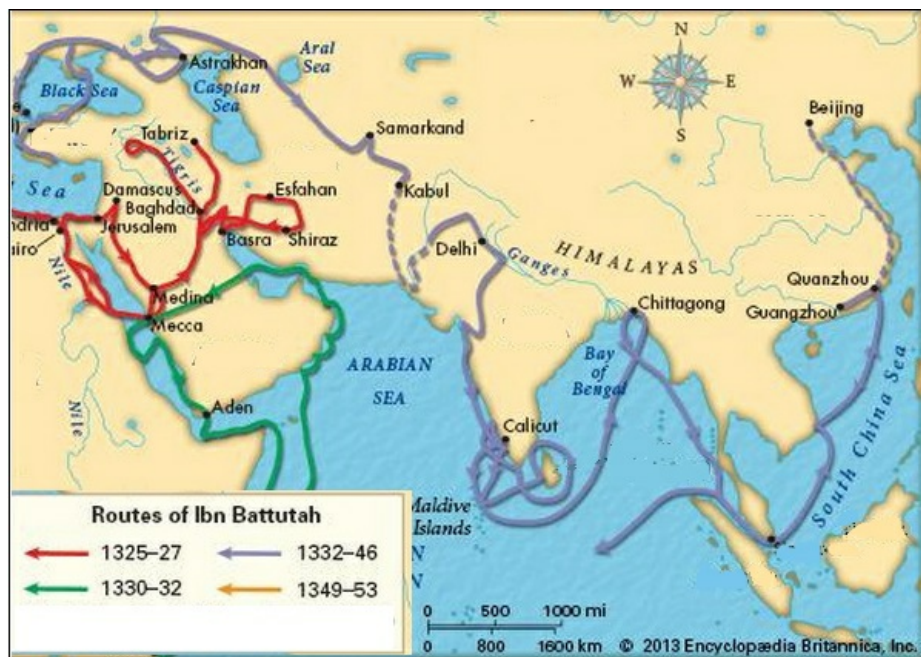 N
W E
S
Aral
Sea
Astrakhan
Black Sea
Caspian
Sea
Beijing
Samarkand
Tabriz
Tigris
Kabul
Sea
Damascus
Esfahan
Baghdad
Jerusalem
Basra
Shiraz
Delhi
HIMALAYAS
Ganges
Nile
Quanzhou
Medina
Chittagong
Guangzhou
Mecca
ARABIAN
SEA
Bay
of
Bengal
Nile
Aden
Calicut
South China Sea
Maldive
Islands
Routes of Ibn Battutah
1325–27 1332–46
1330–32 1349–53
N
N
0 500 1000 mi
0 800 1600 km © 2013 Encyclopædia Britannica, Inc.